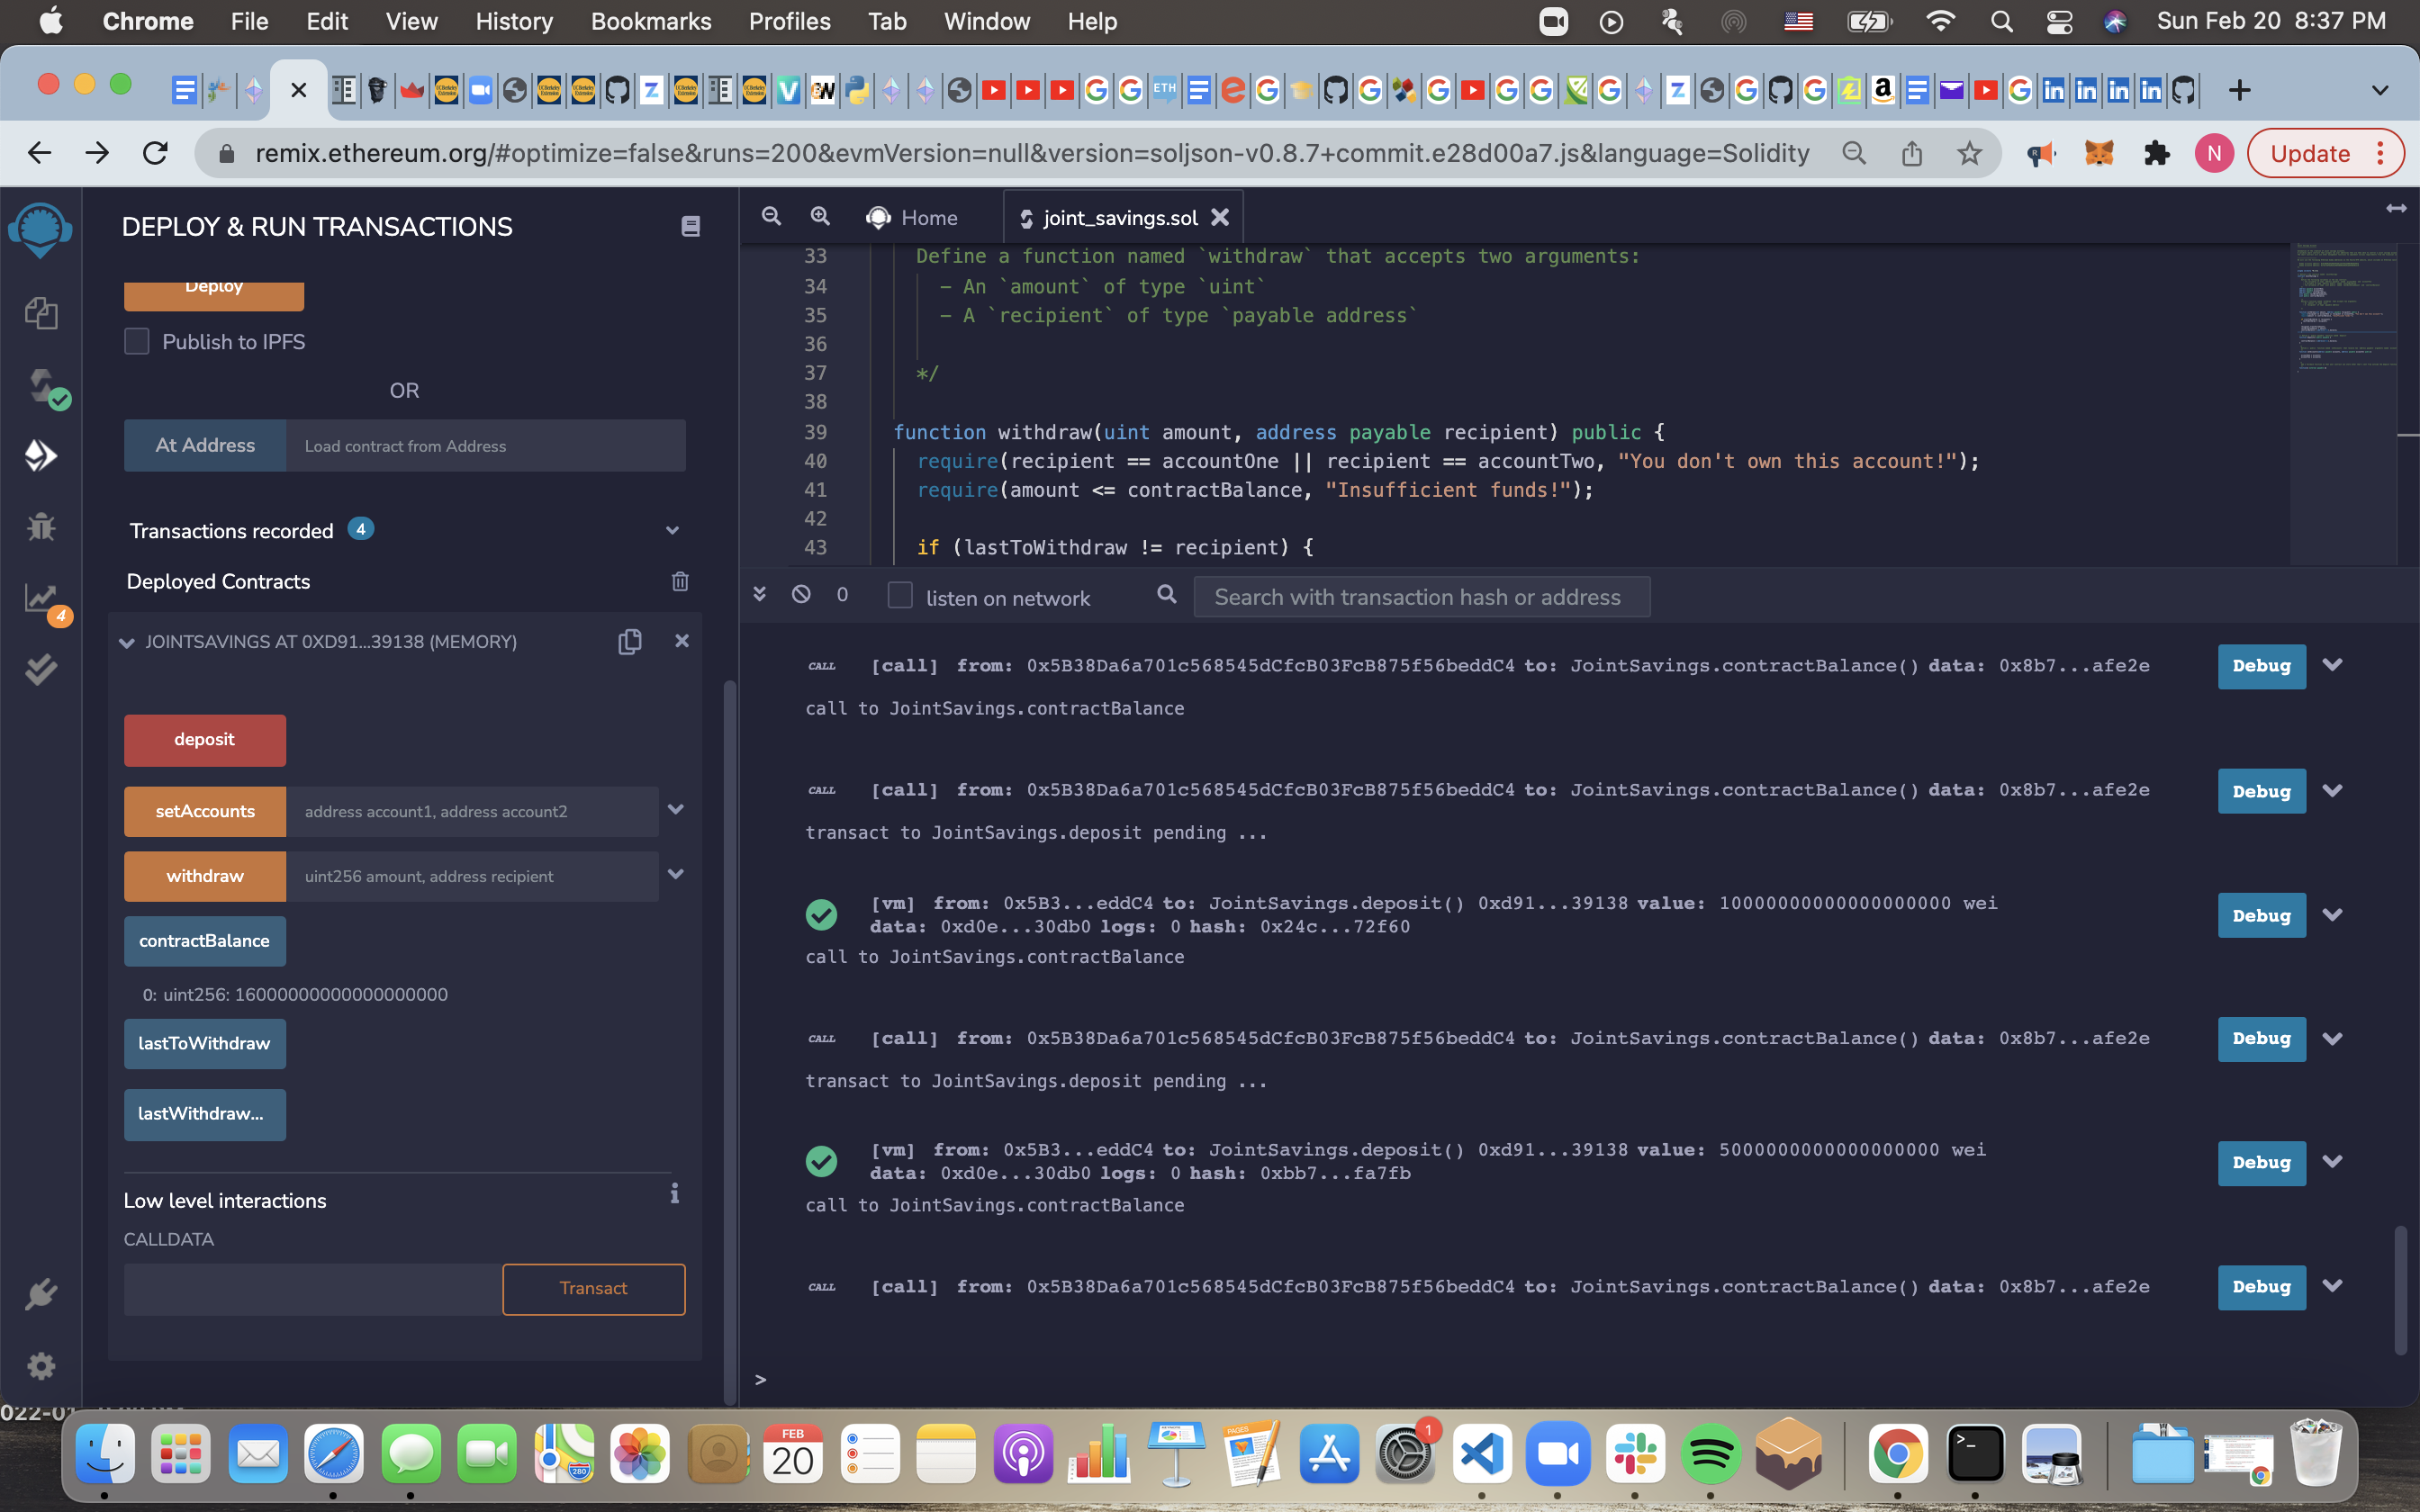 Chrome File Edit View History Bookmarks Profiles Tab Window Help Sun Feb 20 8:37 PM
remix.ethereum.org/#optimize=false&runs=200&evmVersion=null&version=soljson-v0.8.7+commit.e28d00a7.js&language=Solidity N Update
DEPLOY & RUN TRANSACTIONS
Deploy
Publish to IPFS
OR
At Address Load contract from Address
Transactions recorded 4
Deployed Contracts
4
JOINTSAVINGS AT 0XD91...39138 (MEMORY)
deposit
setAccounts address account1, address account2
withdraw uint256 amount, address recipient
contractBalance
0: uint256: 16000000000000000000
lastToWithdraw
lastWithdraw...
Low level interactions
CALLDATA
Transact
Home joint_savings.sol
33 Define a function named `withdraw` that accepts two arguments:
34 - An `amount` of type `uint`
35 - A `recipient` of type `payable address`
36
37 */
38
39 function withdraw(uint amount, address payable recipient) public {
40 require(recipient == accountOne || recipient == accountTwo, "You don't own this account!");
41 require(amount <= contractBalance, "Insufficient funds!");
42
43 if (lastToWithdraw != recipient) {
0 listen on network Search with transaction hash or address
CALL [call] from: 0x5B38Da6a701c568545dCfcB03FcB875f56beddC4 to: JointSavings.contractBalance() data: 0x8b7...afe2e Debug
call to JointSavings.contractBalance
CALL [call] from: 0x5B38Da6a701c568545dCfcB03FcB875f56beddC4 to: JointSavings.contractBalance() data: 0x8b7...afe2e Debug
transact to JointSavings.deposit pending ...
[vm] from: 0x5B3...eddC4 to: JointSavings.deposit() 0xd91...39138 value: 10000000000000000000 wei Debug
data: 0xd0e...30db0 logs: 0 hash: 0x24c...72f60
call to JointSavings.contractBalance
CALL [call] from: 0x5B38Da6a701c568545dCfcB03FcB875f56beddC4 to: JointSavings.contractBalance() data: 0x8b7...afe2e Debug
transact to JointSavings.deposit pending ...
[vm] from: 0x5B3...eddC4 to: JointSavings.deposit() 0xd91...39138 value: 5000000000000000000 wei Debug
data: 0xd0e...30db0 logs: 0 hash: 0xbb7...fa7fb
call to JointSavings.contractBalance
CALL [call] from: 0x5B38Da6a701c568545dCfcB03FcB875f56beddC4 to: JointSavings.contractBalance() data: 0x8b7...afe2e Debug
>
FEB
20
1